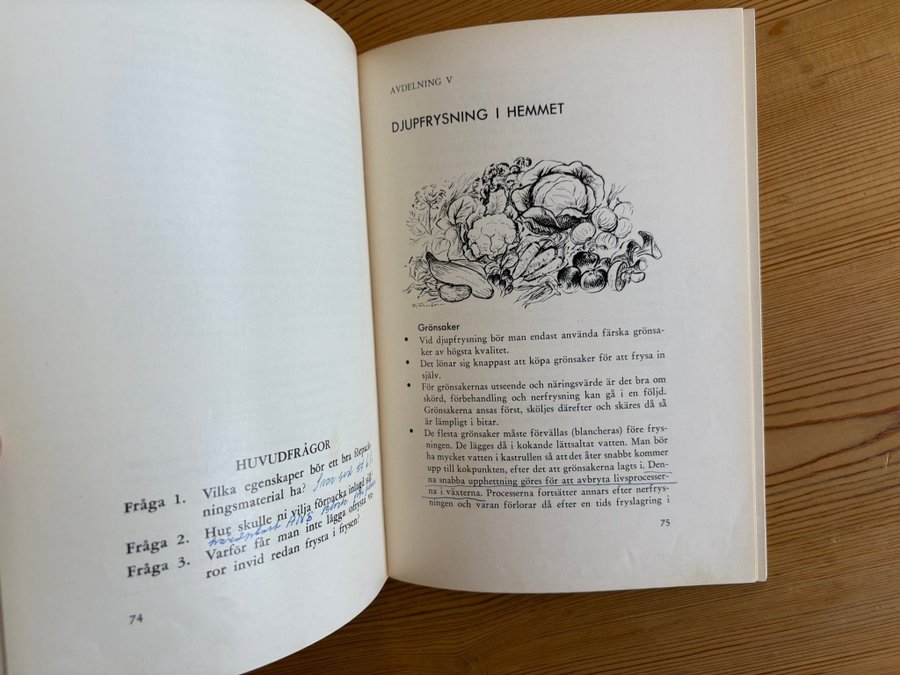 HUVUDFRÅGOR
Fråga 1. Vilka egenskaper bör ett bra förpack-
ningsmaterial ha? Svar sid
Fråga 2. Hur skulle ni vilja förpacka inlagd sill?
Fråga 3. Varför får man inte lägga ofrysta va-
ror invid redan frysta i frysen?
74
AVDELNING V
DJUPFRYSNING I HEMMET
Grönsaker
• Vid djupfrysning bör man endast använda färska grönsa-
ker av högsta kvalitet.
• Det lönar sig knappast att köpa grönsaker för att frysa in
själv.
• För grönsakernas utseende och näringsvärde är det bra om
skörd, förbehandling och nerfrysning kan gå i en följd.
Grönsakerna ansas först, sköljes därefter och skäres då så
är lämpligt i bitar.
• De flesta grönsaker måste förvällas (blancheras) före frys-
ningen. De lägges då i kokande lättsaltat vatten. Man bör
ha mycket vatten i kastrullen så att det åter snabbt kommer
upp till kokpunkten, efter det att grönsakerna lagts i. Den-
na snabba upphettning göres för att avbryta livsprocesser-
na i växterna. Processerna fortsätter annars efter nerfrys-
ningen och varan förlorar då efter en tids fryslagring i
75